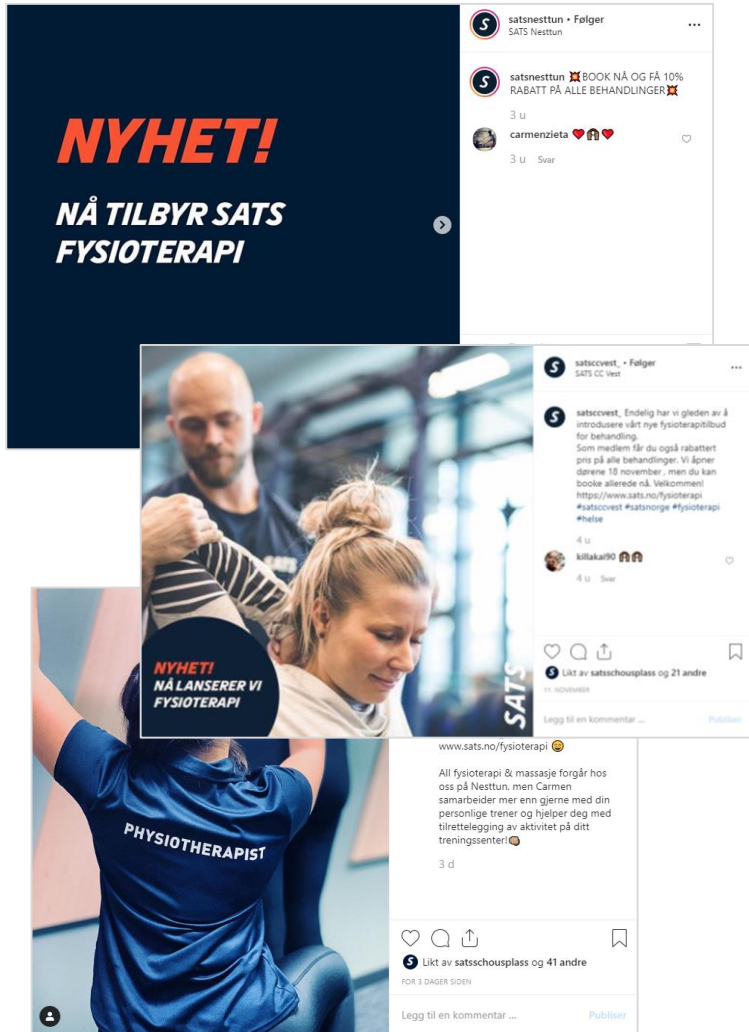 NYHET!
NÅ TILBYR SATS
FYSIOTERAPI
S
satsnesttun • Følger
SATS Nesttun
S
satsnesttun 💥BOOK NÅ OG FÅ 10%
RABATT PÅ ALLE BEHANDLINGER💥
3 u
carmenzieta ❤️🙌🏽❤️
3 u Svar
SATS
NYHET!
NÅ LANSERER VI
FYSIOTERAPI
SATS
S
satsccvest_ • Følger
SATS CC Vest
S
satsccvest_ Endelig har vi gleden av å
introdusere vårt nye fysioterapitilbud
for behandling.
Som medlem får du også rabattert
pris på alle behandlinger. Vi åpner
dørene 18 november , men du kan
booke allerede nå. Velkommen!
https://www.sats.no/fysioterapi
#satsccvest #satsnorge #fysioterapi
#helse
4 u
killakai90 🙌🏽🙌🏽
4 u Svar
S Likt av satsschousplass og 21 andre
11. NOVEMBER
Legg til en kommentar ... Publiser
PHYSIOTHERAPIST
www.sats.no/fysioterapi 😄
All fysioterapi & massasje forgår hos
oss på Nesttun, men Carmen
samarbeider mer enn gjerne med din
personlige trener og hjelper deg med
tilrettelegging av aktivitet på ditt
treningssenter!👊🏽
3 d
S Likt av satsschousplass og 41 andre
FOR 3 DAGER SIDEN
Legg til en kommentar ... Publiser